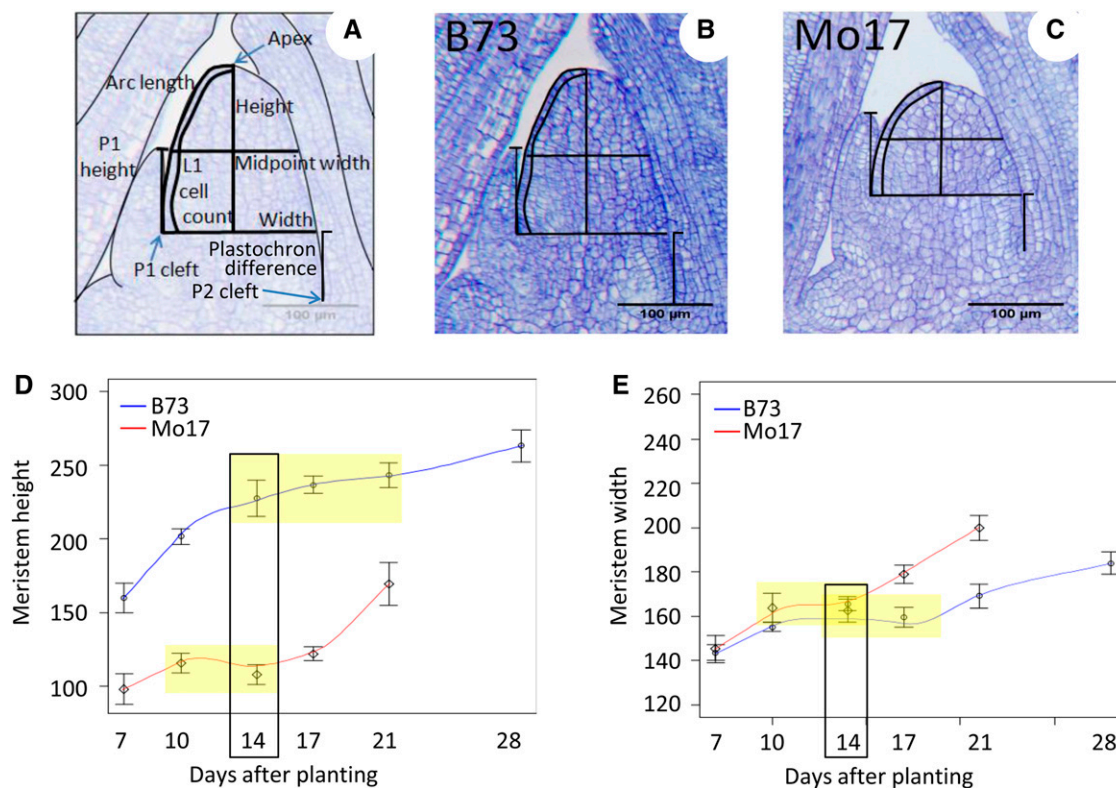 A
Apex
Arc length
Height
P1
height
Midpoint width
L1
cell
count
Width
Plastochron
difference
P1 cleft
P2 cleft
100 µm
B73
B
100 µm
Mo17
C
100 µm
D
300
250
200
150
100
B73
Mo17
Meristem height
7 10 14 17 21 28
Days after planting
E
260
240
220
200
180
160
140
120
B73
Mo17
Meristem width
7 10 14 17 21 28
Days after planting